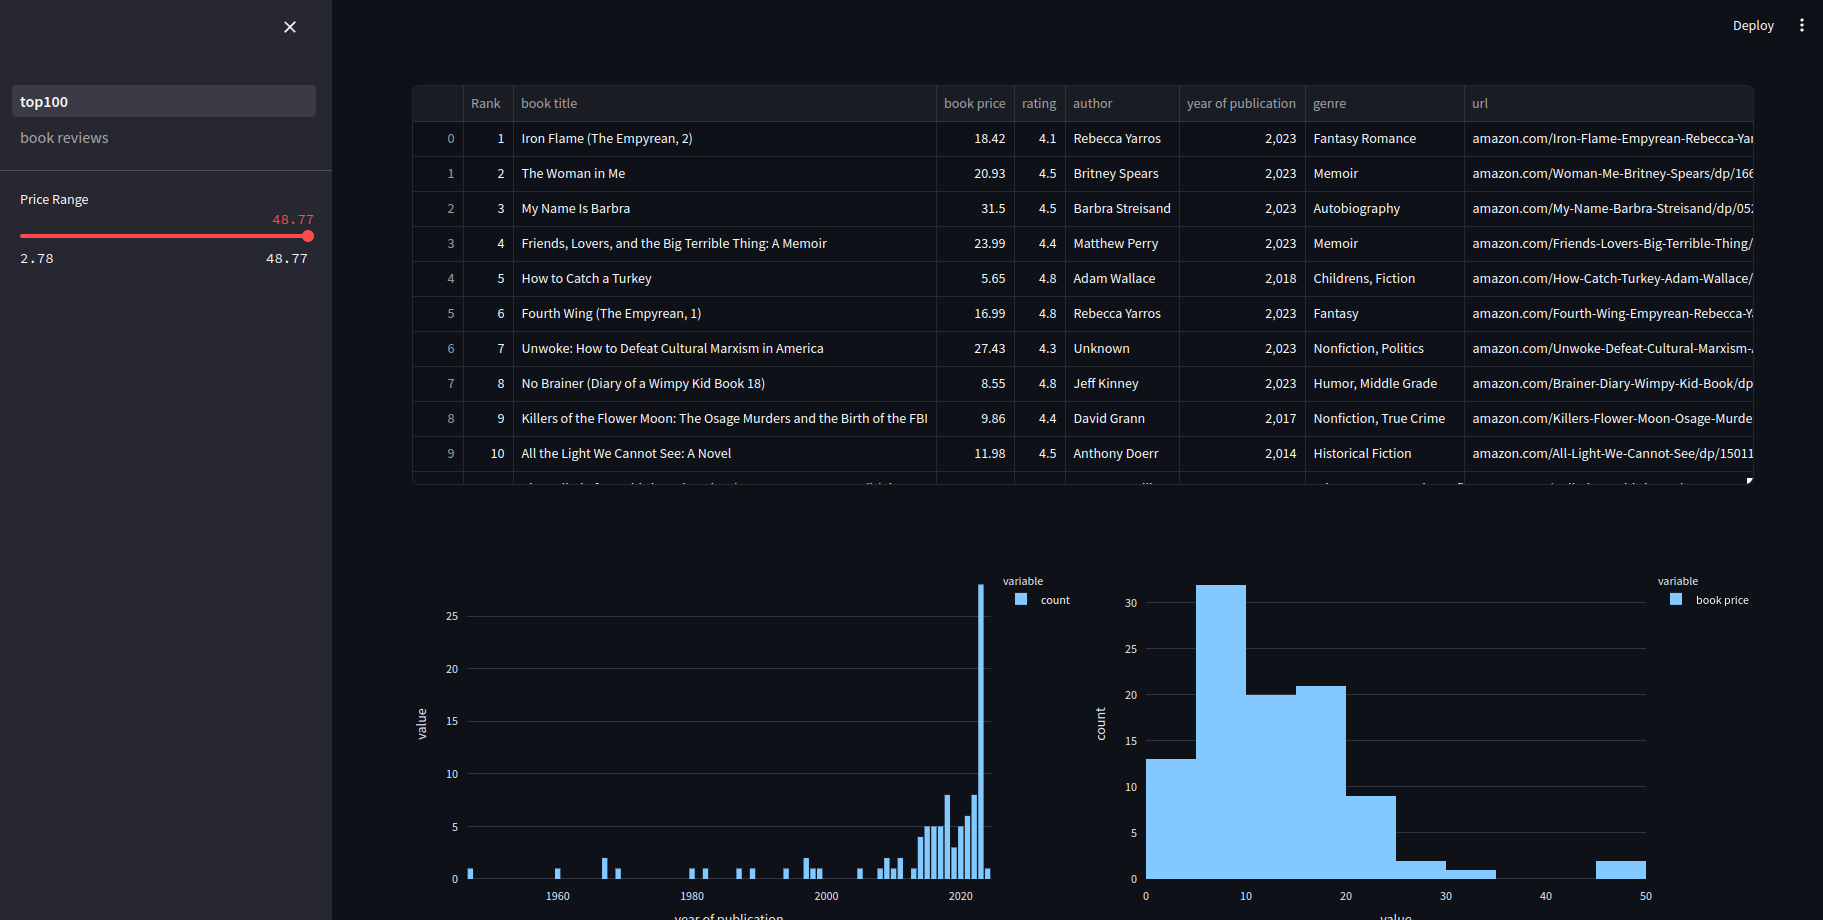 Deploy
top100
book reviews
Price Range
48.77
2.78 48.77
Rank book title book price rating author year of publication genre url
0 1 Iron Flame (The Empyrean, 2) 18.42 4.1 Rebecca Yarros 2,023 Fantasy Romance amazon.com/Iron-Flame-Empyrean-Rebecca-Yar
1 2 The Woman in Me 20.93 4.5 Britney Spears 2,023 Memoir amazon.com/Woman-Me-Britney-Spears/dp/166
2 3 My Name Is Barbra 31.5 4.5 Barbra Streisand 2,023 Autobiography amazon.com/My-Name-Barbra-Streisand/dp/052
3 4 Friends, Lovers, and the Big Terrible Thing: A Memoir 23.99 4.4 Matthew Perry 2,023 Memoir amazon.com/Friends-Lovers-Big-Terrible-Thing/
4 5 How to Catch a Turkey 5.65 4.8 Adam Wallace 2,018 Childrens, Fiction amazon.com/How-Catch-Turkey-Adam-Wallace/
5 6 Fourth Wing (The Empyrean, 1) 16.99 4.8 Rebecca Yarros 2,023 Fantasy amazon.com/Fourth-Wing-Empyrean-Rebecca-Y
6 7 Unwoke: How to Defeat Cultural Marxism in America 27.43 4.3 Unknown 2,023 Nonfiction, Politics amazon.com/Unwoke-Defeat-Cultural-Marxism-
7 8 No Brainer (Diary of a Wimpy Kid Book 18) 8.55 4.8 Jeff Kinney 2,023 Humor, Middle Grade amazon.com/Brainer-Diary-Wimpy-Kid-Book/dp
8 9 Killers of the Flower Moon: The Osage Murders and the Birth of the FBI 9.86 4.4 David Grann 2,017 Nonfiction, True Crime amazon.com/Killers-Flower-Moon-Osage-Murde
9 10 All the Light We Cannot See: A Novel 11.98 4.5 Anthony Doerr 2,014 Historical Fiction amazon.com/All-Light-We-Cannot-See/dp/15011
variable
count
25
20
15
10
5
0
value
1960 1980 2000 2020
year of publication
variable
book price
30
25
20
15
10
5
0
count
0 10 20 30 40 50
value